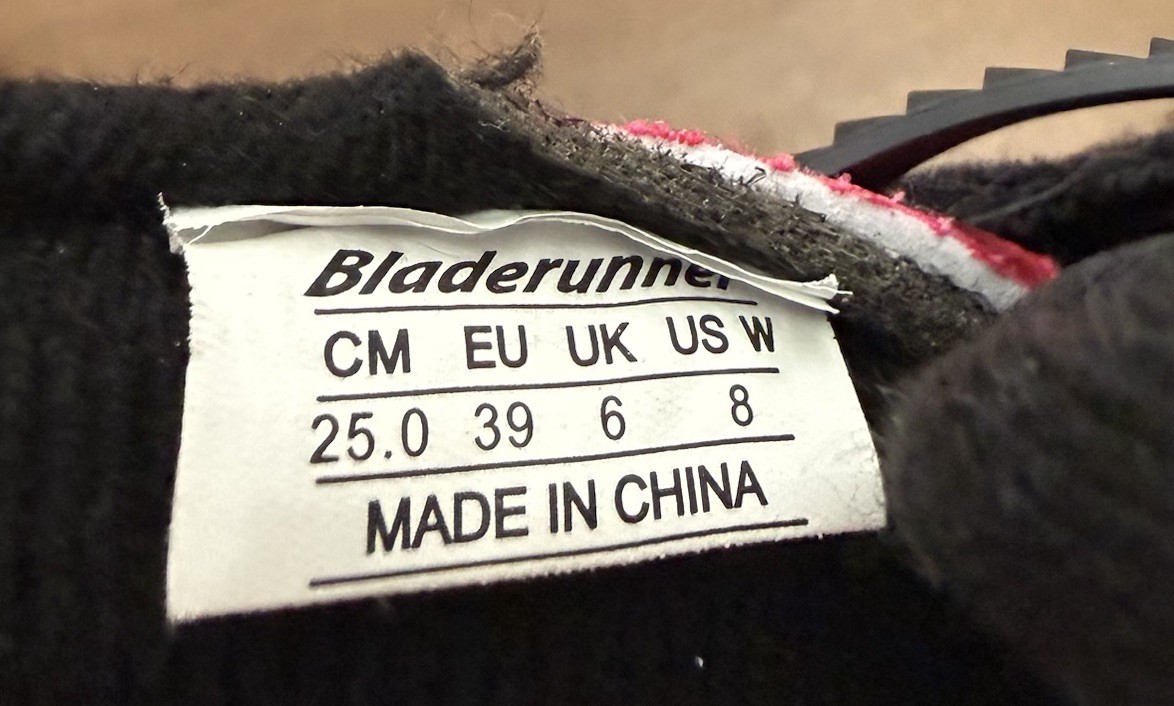 Bladerunner
CM EU UK US W
25.0 39 6 8
MADE IN CHINA